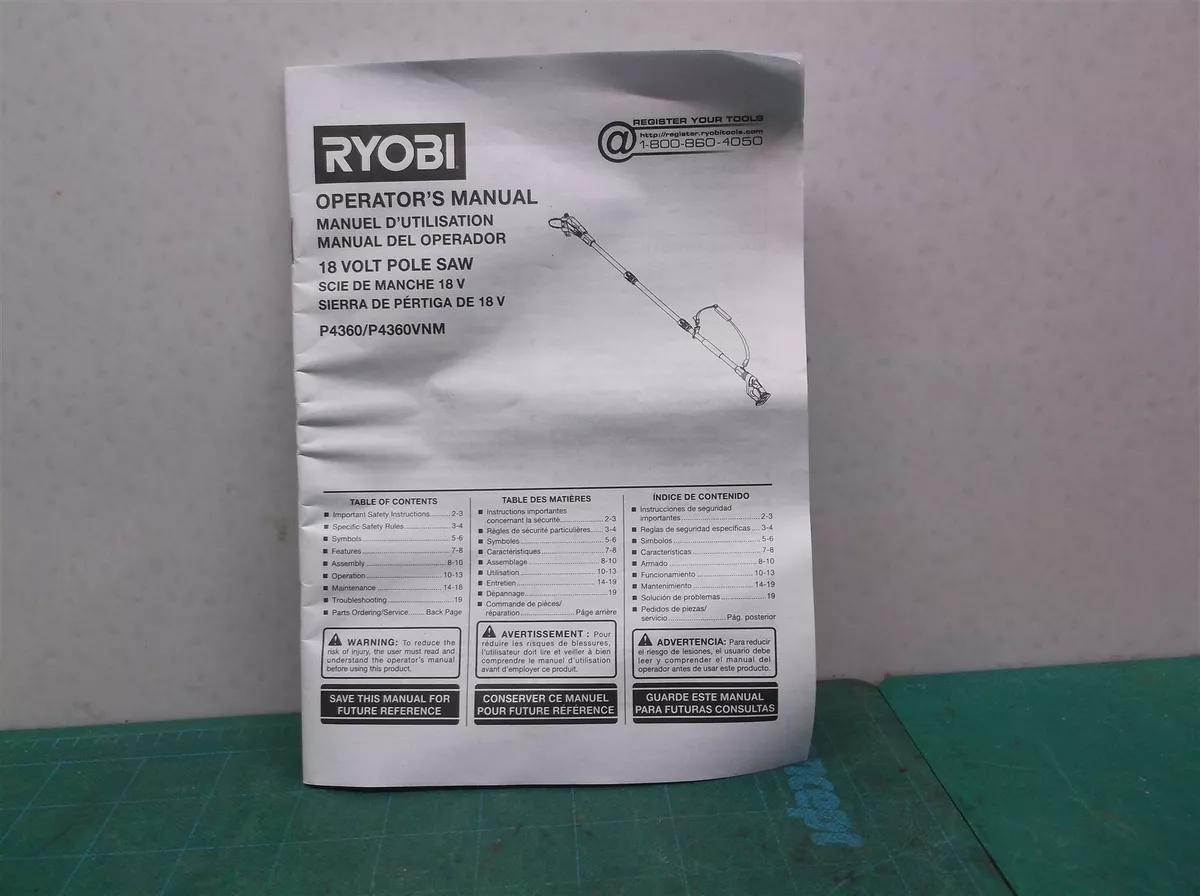 REGISTER YOUR TOOLS
http://register.ryobitools.com
1-800-860-4050
RYOBI
OPERATOR'S MANUAL
MANUEL D'UTILISATION
MANUAL DEL OPERADOR
18 VOLT POLE SAW
SCIE DE MANCHE 18 V
SIERRA DE PÉRTIGA DE 18 V
P4360/P4360VNM
TABLE OF CONTENTS
■ Important Safety Instructions.........2-3
■ Specific Safety Rules....................3-4
■ Symbols........................................5-6
■ Features........................................7-8
■ Assembly......................................8-10
■ Operation....................................10-13
■ Maintenance...............................14-18
■ Troubleshooting............................19
■ Parts Ordering/Service.......Back Page
WARNING: To reduce the
risk of injury, the user must read and
understand the operator's manual
before using this product.
SAVE THIS MANUAL FOR
FUTURE REFERENCE
TABLE DES MATIÈRES
■ Instructions importantes
concernant la sécurité....................2-3
■ Règles de sécurité particulières......3-4
■ Symboles........................................5-6
■ Caractéristiques..............................7-8
■ Assemblage..................................8-10
■ Utilisation....................................10-13
■ Entretien.....................................14-19
■ Dépannage......................................19
■ Commande de pièces/
réparation.........................Páge arrière
AVERTISSEMENT : Pour
réduire les risques de blessures,
l'utilisateur doit lire et veiller à bien
comprendre le manuel d'utilisation
avant d'employer ce produit.
CONSERVER CE MANUEL
POUR FUTURE RÉFÉRENCE
ÍNDICE DE CONTENIDO
■ Instrucciones de seguridad
importantes......................................2-3
■ Reglas de seguridad específicas....3-4
■ Simbolos.........................................5-6
■ Características................................7-8
■ Armado.........................................8-10
■ Funcionamiento..........................10-13
■ Mantenimiento............................14-19
■ Solución de problemas....................19
■ Pedidos de piezas/
servicio..........................Pág. posterior
ADVERTENCIA: Para reducir
el riesgo de lesiones, el usuario debe
leer y comprender el manual del
operador antes de usar este producto.
GUARDE ESTE MANUAL
PARA FUTURAS CONSULTAS